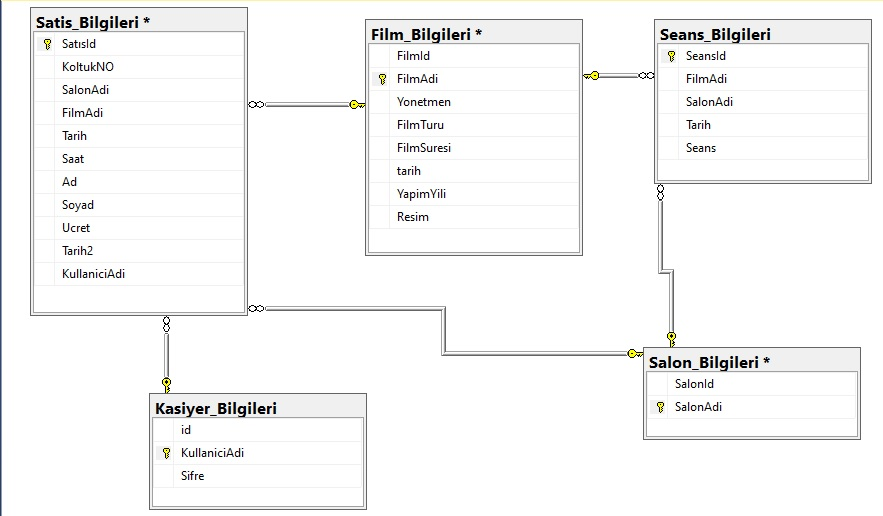 Satis_Bilgileri *
SatısId
KoltukNO
SalonAdi
FilmAdi
Tarih
Saat
Ad
Soyad
Ucret
Tarih2
KullaniciAdi
Film_Bilgileri *
FilmId
FilmAdi
Yonetmen
FilmTuru
FilmSuresi
tarih
YapimYili
Resim
Seans_Bilgileri
SeansId
FilmAdi
SalonAdi
Tarih
Seans
Kasiyer_Bilgileri
id
KullaniciAdi
Sifre
Salon_Bilgileri *
SalonId
SalonAdi